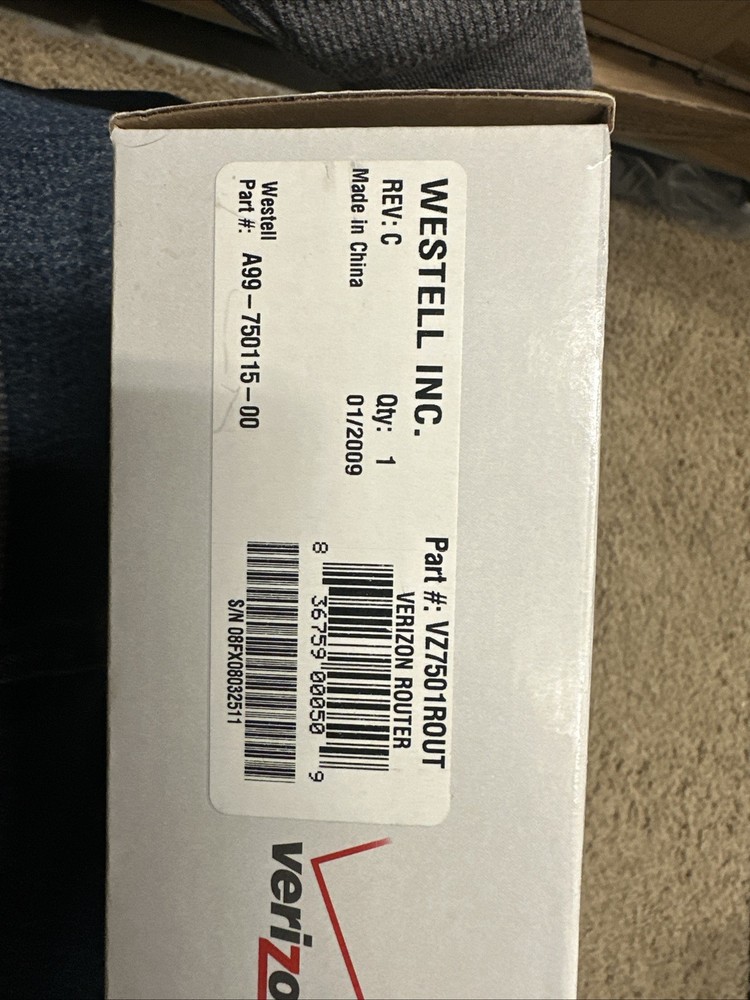 WESTELL INC.
Part #: VZ7501ROUT
REV: C
Qty: 1
VERIZON ROUTER
Made in China
01/2009
8 36759 00050 9
Westell
Part #: A99-750115-00
S/N 08FX08032511
verizo